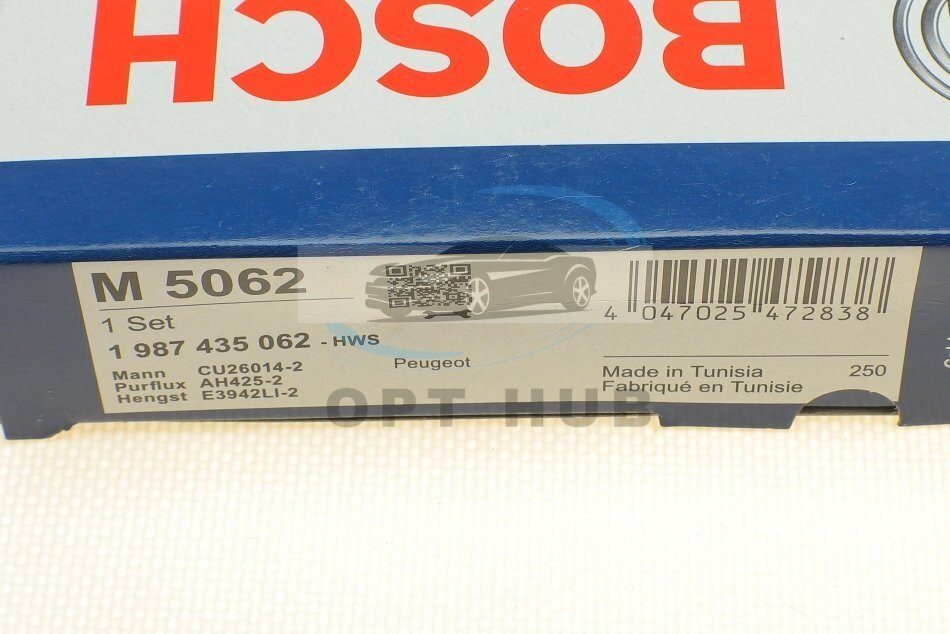 BOSCH
M 5062
1 Set
1 987 435 062 - HWS
Mann CU26014-2
Purflux AH425-2
Hengst E3942LI-2
Peugeot
4 047025 472838
Made in Tunisia 250
Fabriqué en Tunisie
OPT HUB